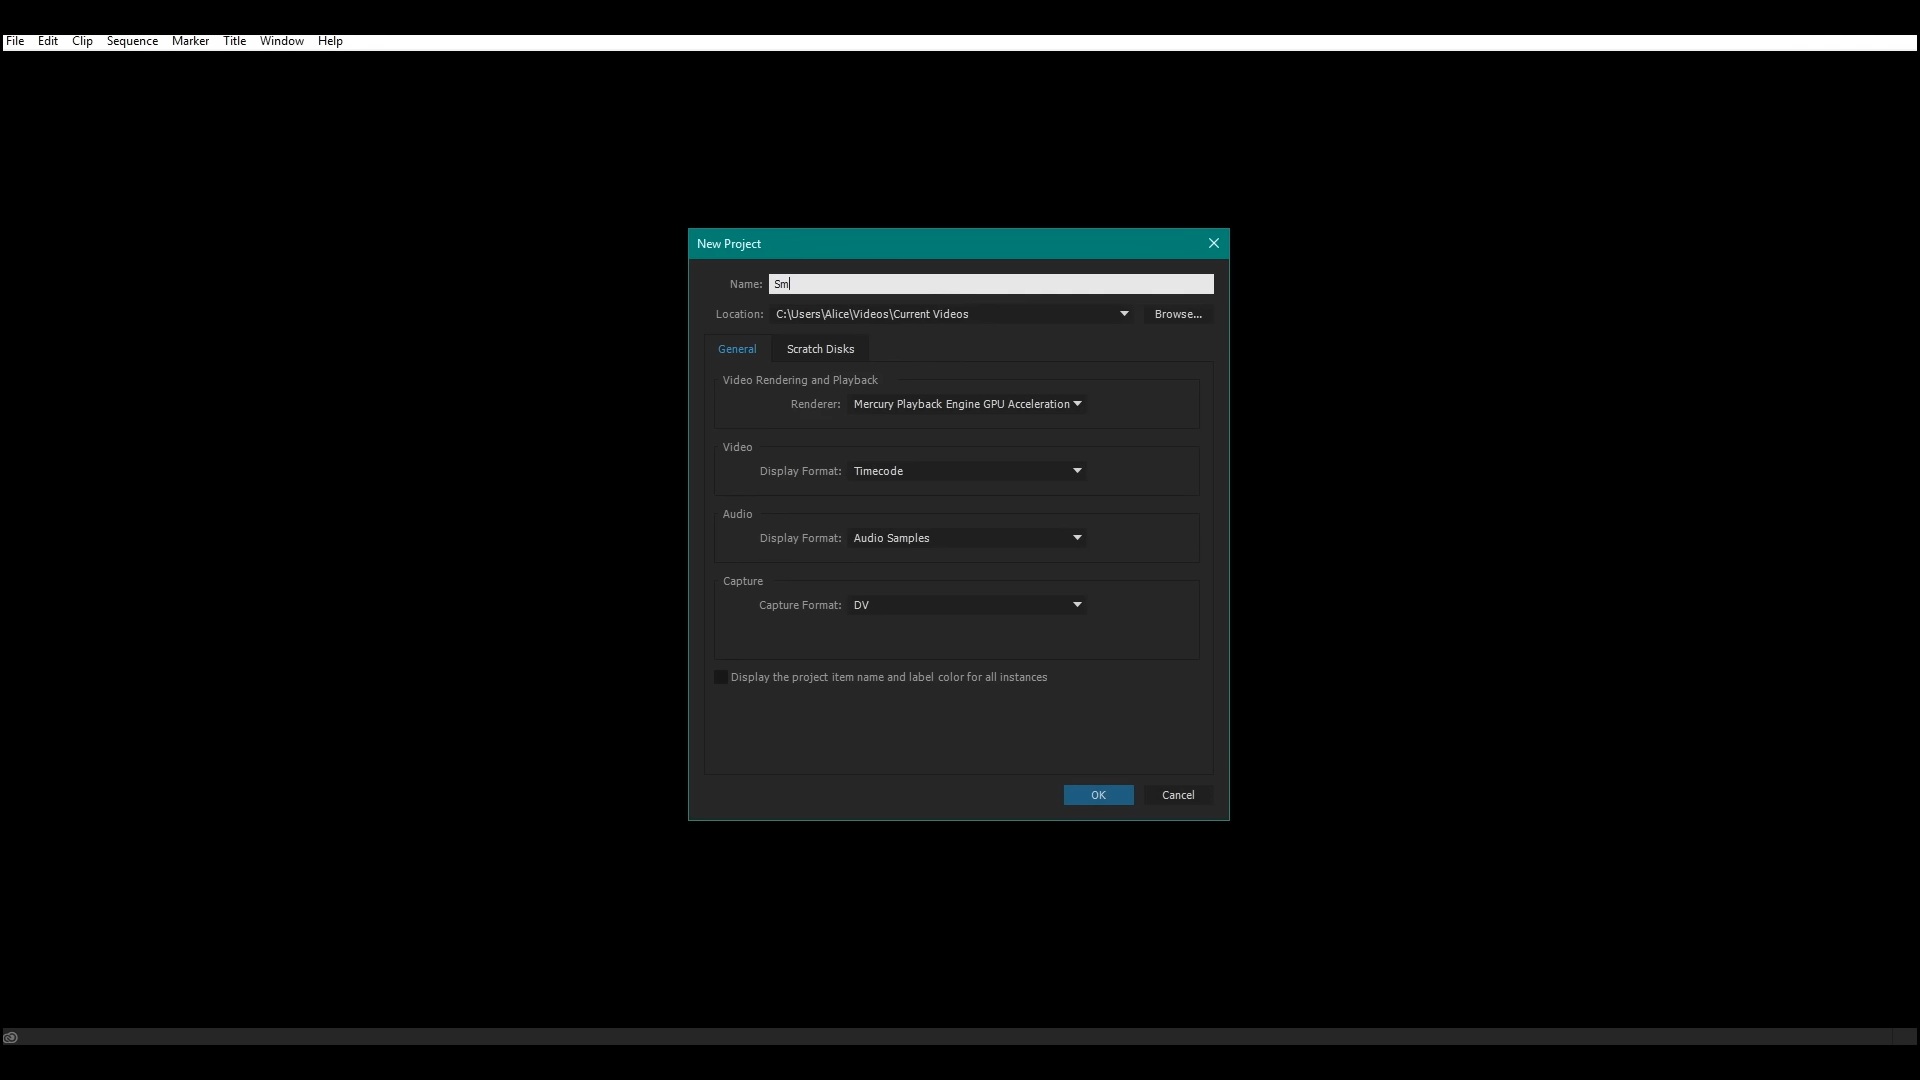 File Edit Clip Sequence Marker Title Window Help
New Project
Name: Sm
Location: C:\Users\Alice\Videos\Current Videos Browse...
General Scratch Disks
Video Rendering and Playback
Renderer: Mercury Playback Engine GPU Acceleration
Video
Display Format: Timecode
Audio
Display Format: Audio Samples
Capture
Capture Format: DV
Display the project item name and label color for all instances
OK Cancel